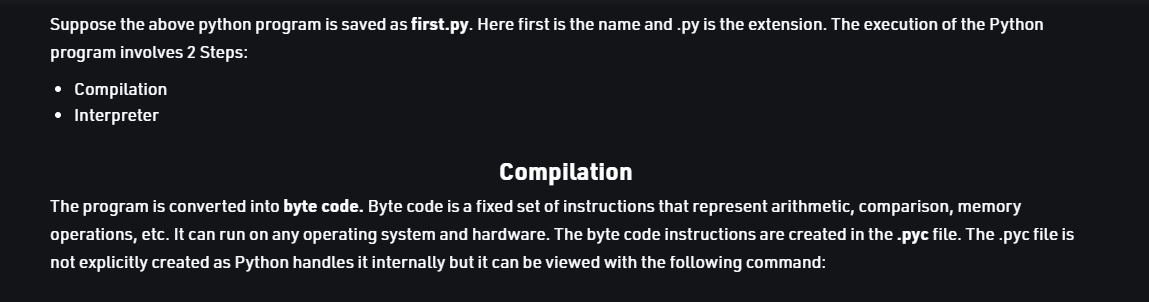 Suppose the above python program is saved as first.py. Here first is the name and .py is the extension. The execution of the Python
program involves 2 Steps:
• Compilation
• Interpreter
Compilation
The program is converted into byte code. Byte code is a fixed set of instructions that represent arithmetic, comparison, memory
operations, etc. It can run on any operating system and hardware. The byte code instructions are created in the .pyc file. The .pyc file is
not explicitly created as Python handles it internally but it can be viewed with the following command: